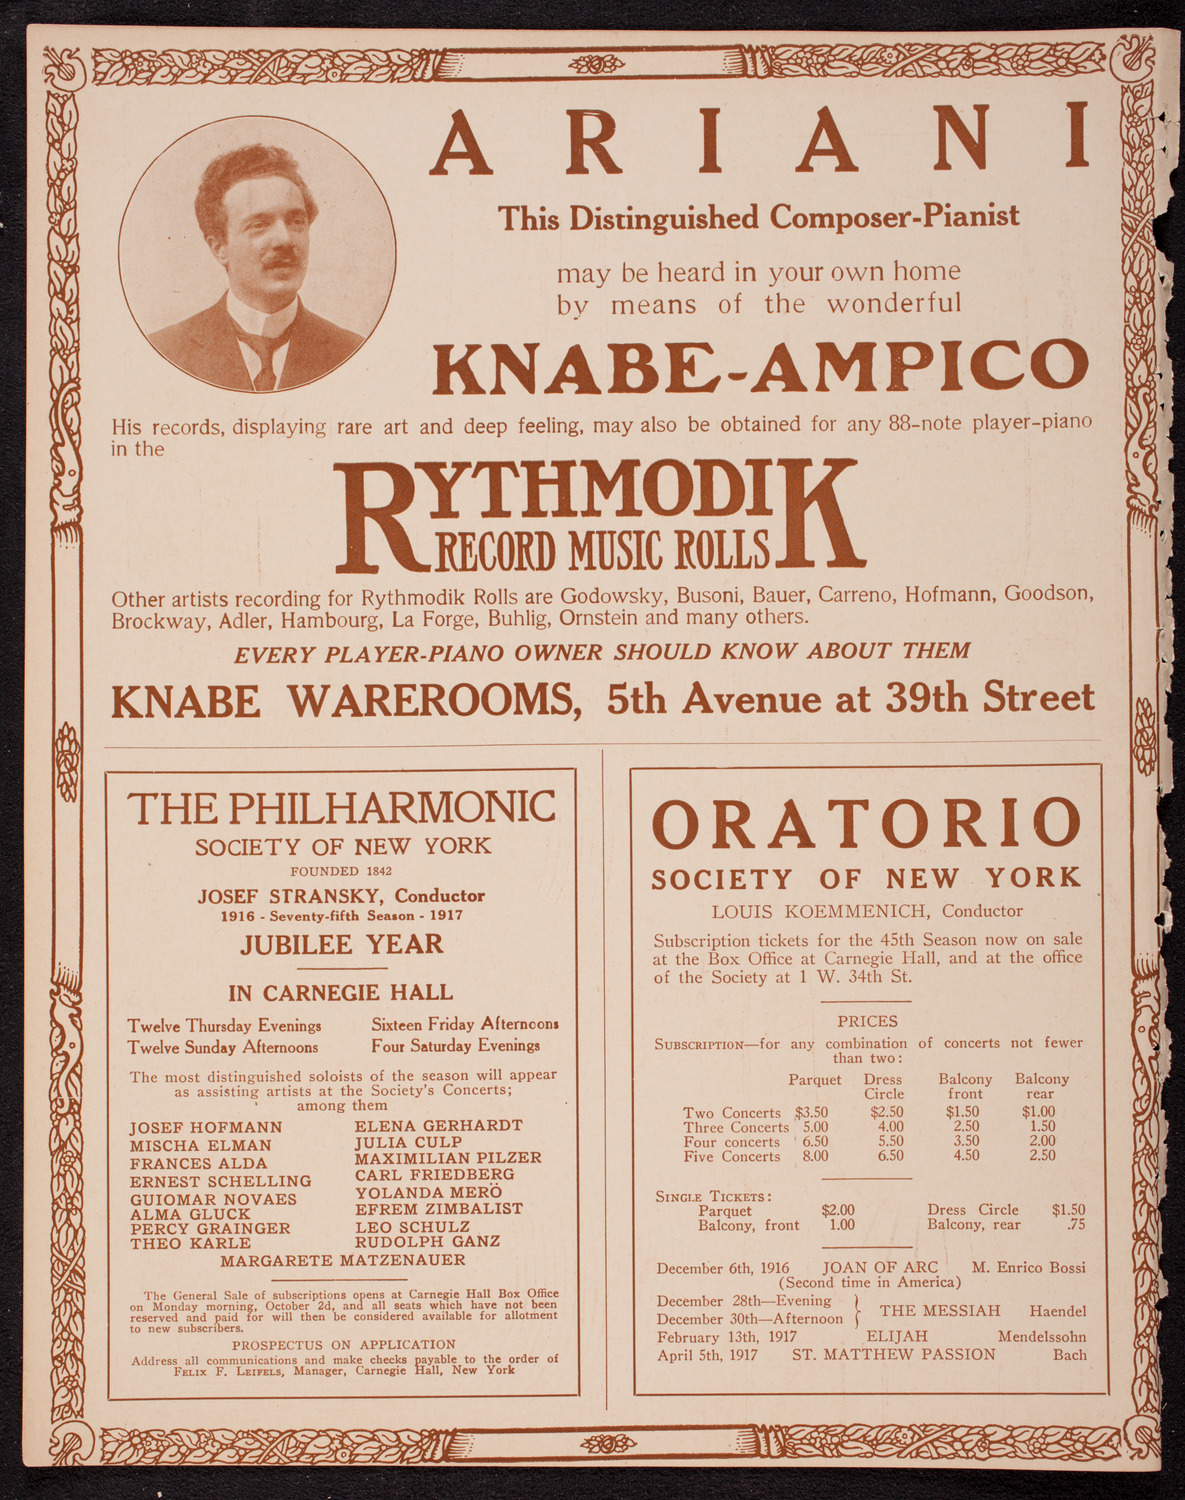 ARIANI
This Distinguished Composer-Pianist
may be heard in your own home
by means of the wonderful
KNABE-AMPICO
His records, displaying rare art and deep feeling, may also be obtained for any 88-note player-piano
in the
RYTHMODIK
RECORD MUSIC ROLLS
Other artists recording for Rythmodik Rolls are Godowsky, Busoni, Bauer, Carreno, Hofmann, Goodson,
Brockway, Adler, Hambourg, La Forge, Buhlig, Ornstein and many others.
EVERY PLAYER-PIANO OWNER SHOULD KNOW ABOUT THEM
KNABE WAREROOMS, 5th Avenue at 39th Street
THE PHILHARMONIC
SOCIETY OF NEW YORK
FOUNDED 1842
JOSEF STRANSKY, Conductor
1916 - Seventy-fifth Season - 1917
JUBILEE YEAR
IN CARNEGIE HALL
Twelve Thursday Evenings Sixteen Friday Afternoons
Twelve Sunday Afternoons Four Saturday Evenings
The most distinguished soloists of the season will appear
as assisting artists at the Society's Concerts;
among them
JOSEF HOFMANN ELENA GERHARDT
MISCHA ELMAN JULIA CULP
FRANCES ALDA MAXIMILIAN PILZER
ERNEST SCHELLING CARL FRIEDBERG
GUIOMAR NOVAES YOLANDA MERÖ
ALMA GLUCK EFREM ZIMBALIST
PERCY GRAINGER LEO SCHULZ
THEO KARLE RUDOLPH GANZ
MARGARETE MATZENAUER
The General Sale of subscriptions opens at Carnegie Hall Box Office
on Monday morning, October 2d, and all seats which have not been
reserved and paid for will then be considered available for allotment
to new subscribers.
PROSPECTUS ON APPLICATION
Address all communications and make checks payable to the order of
FELIX F. LEIFELS, Manager, Carnegie Hall, New York
ORATORIO
SOCIETY OF NEW YORK
LOUIS KOEMMENICH, Conductor
Subscription tickets for the 45th Season now on sale
at the Box Office at Carnegie Hall, and at the office
of the Society at 1 W. 34th St.
PRICES
SUBSCRIPTION—for any combination of concerts not fewer
than two:
Parquet Dress Balcony Balcony
Circle front rear
Two Concerts $3.50 $2.50 $1.50 $1.00
Three Concerts 5.00 4.00 2.50 1.50
Four concerts 6.50 5.50 3.50 2.00
Five Concerts 8.00 6.50 4.50 2.50
SINGLE TICKETS:
Parquet $2.00 Dress Circle $1.50
Balcony, front 1.00 Balcony, rear .75
December 6th, 1916 JOAN OF ARC M. Enrico Bossi
(Second time in America)
December 28th—Evening
December 30th—Afternoon } THE MESSIAH Haendel
February 13th, 1917 ELIJAH Mendelssohn
April 5th, 1917 ST. MATTHEW PASSION Bach